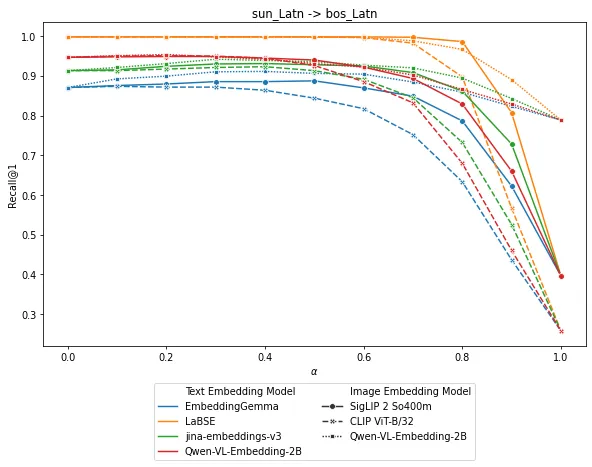 sun_Latn -> bos_Latn
Recall@1
1.0
0.9
0.8
0.7
0.6
0.5
0.4
0.3
0.0 0.2 0.4 0.6 0.8 1.0
α
Text Embedding Model Image Embedding Model
EmbeddingGemma SigLIP 2 So400m
LaBSE CLIP ViT-B/32
jina-embeddings-v3 Qwen-VL-Embedding-2B
Qwen-VL-Embedding-2B